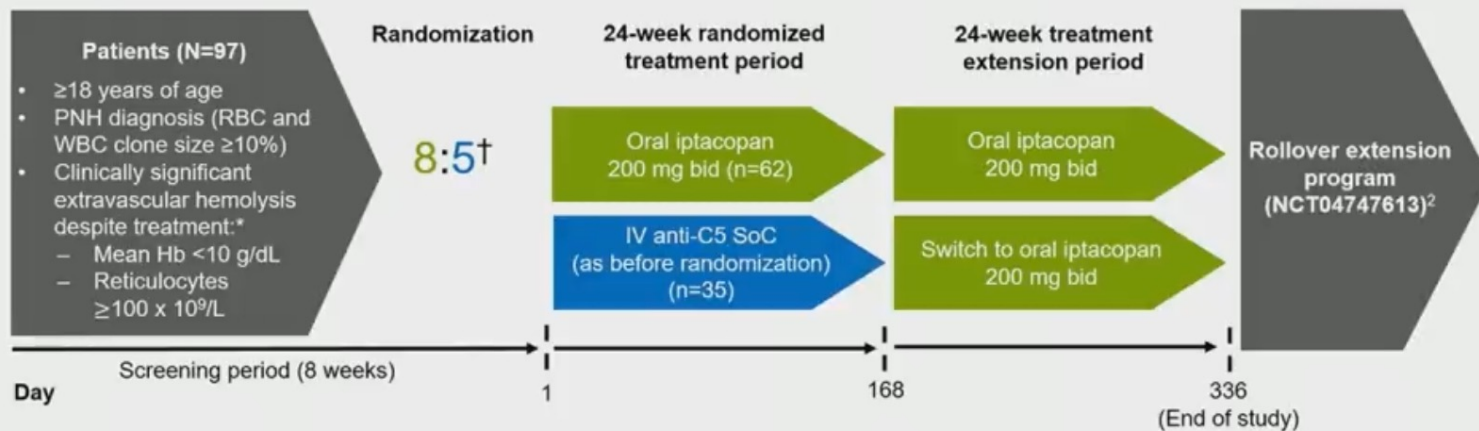 Patients (N=97)
• ≥18 years of age
• PNH diagnosis (RBC and
WBC clone size ≥10%)
• Clinically significant
extravascular hemolysis
despite treatment:*
– Mean Hb <10 g/dL
– Reticulocytes
≥100 x 10⁹/L
Randomization
8:5†
24-week randomized
treatment period
Oral iptacopan
200 mg bid (n=62)
IV anti-C5 SoC
(as before randomization)
(n=35)
24-week treatment
extension period
Oral iptacopan
200 mg bid
Switch to oral iptacopan
200 mg bid
Rollover extension
program
(NCT04747613)²
Screening period (8 weeks)
Day
1
168
336
(End of study)